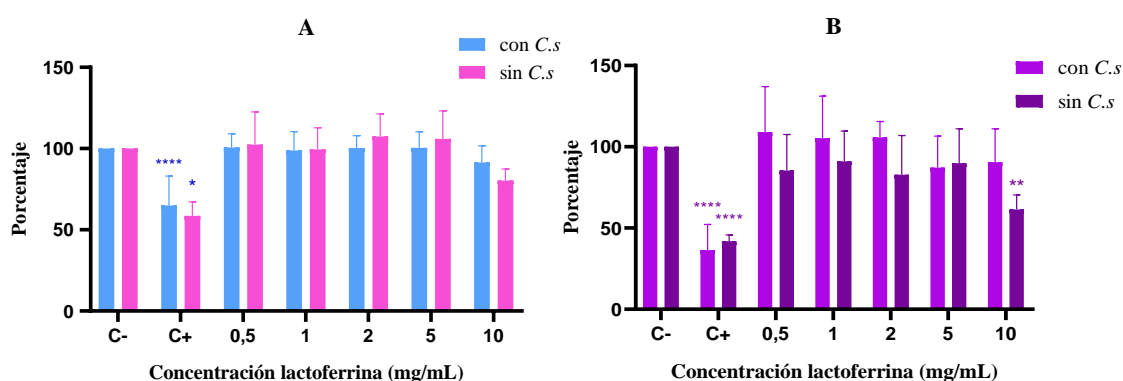 A
con C.s
sin C.s
Porcentaje
150
100
50
0
****
*
C-
C+
0,5
1
2
5
10
Concentración lactoferrina (mg/mL)
B
con C.s
sin C.s
Porcentaje
150
100
50
0
****
****
**
C-
C+
0,5
1
2
5
10
Concentración lactoferrina (mg/mL)